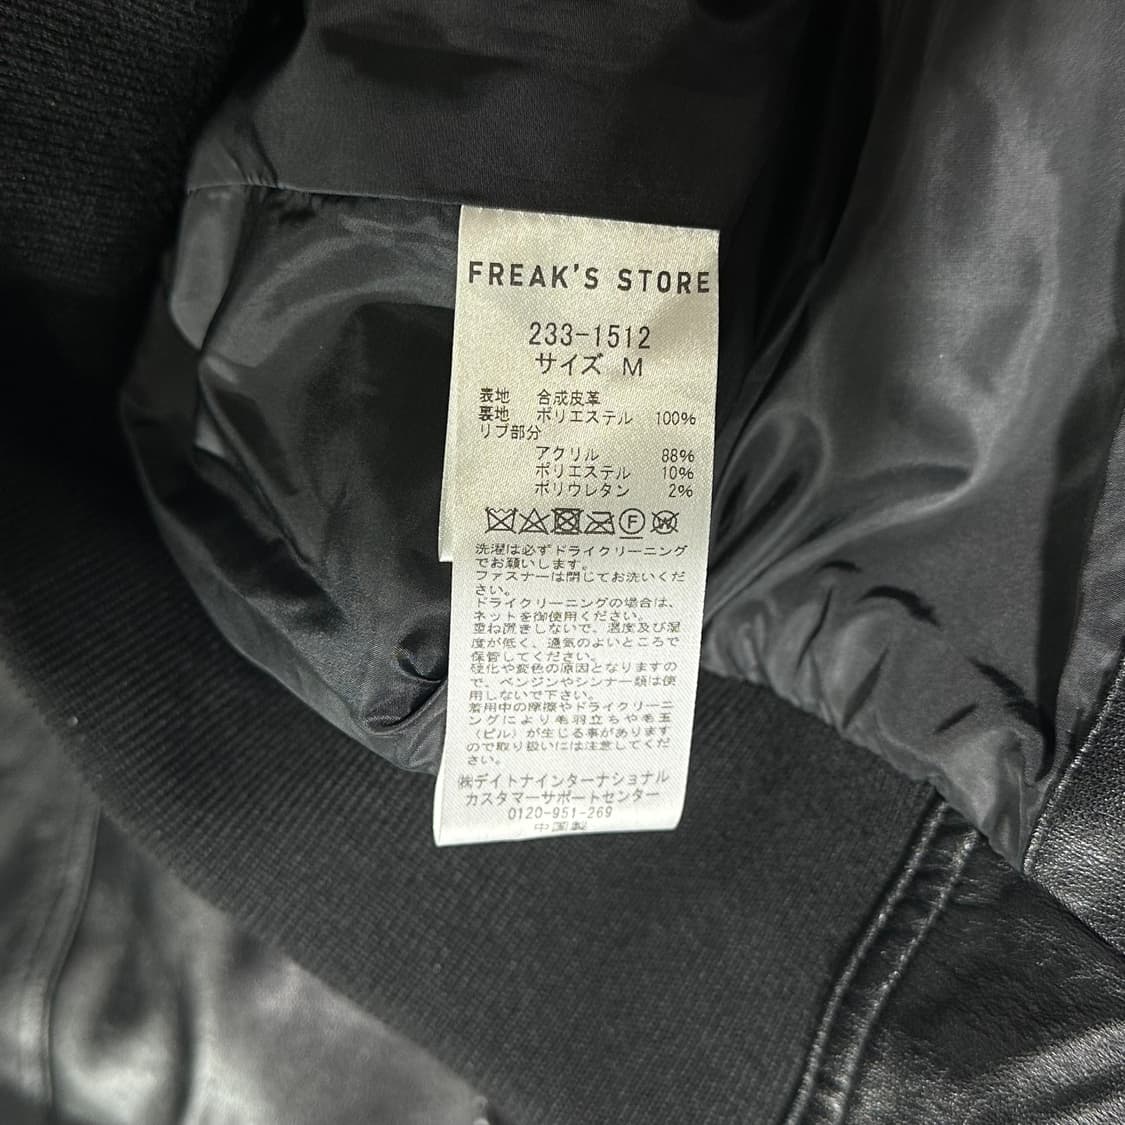 FREAK'S STORE
233-1512
サイズ M
表地 合成皮革
裏地 ポリエステル 100%
リブ部分
アクリル 88%
ポリエステル 10%
ポリウレタン 2%
F W
洗濯は必ずドライクリーニング
でお願いします。
ファスナーは閉じてお洗いくだ
さい。
ドライクリーニングの場合は、
ネットを御使用ください。
重ね置きしないで、温度及び湿
度が低く、通気のよいところで
保管してください。
硬化や変色の原因となりますの
で、ベンジンやシンナー類は使
用しないで下さい。
着用中の摩擦やドライクリーニ
ングにより毛羽立ちや毛玉
（ピル）が生じる事があります
ので取り扱いには注意してくだ
さい。
㈱デイトナインターナショナル
カスタマーサポートセンター
0120-951-269
中国製